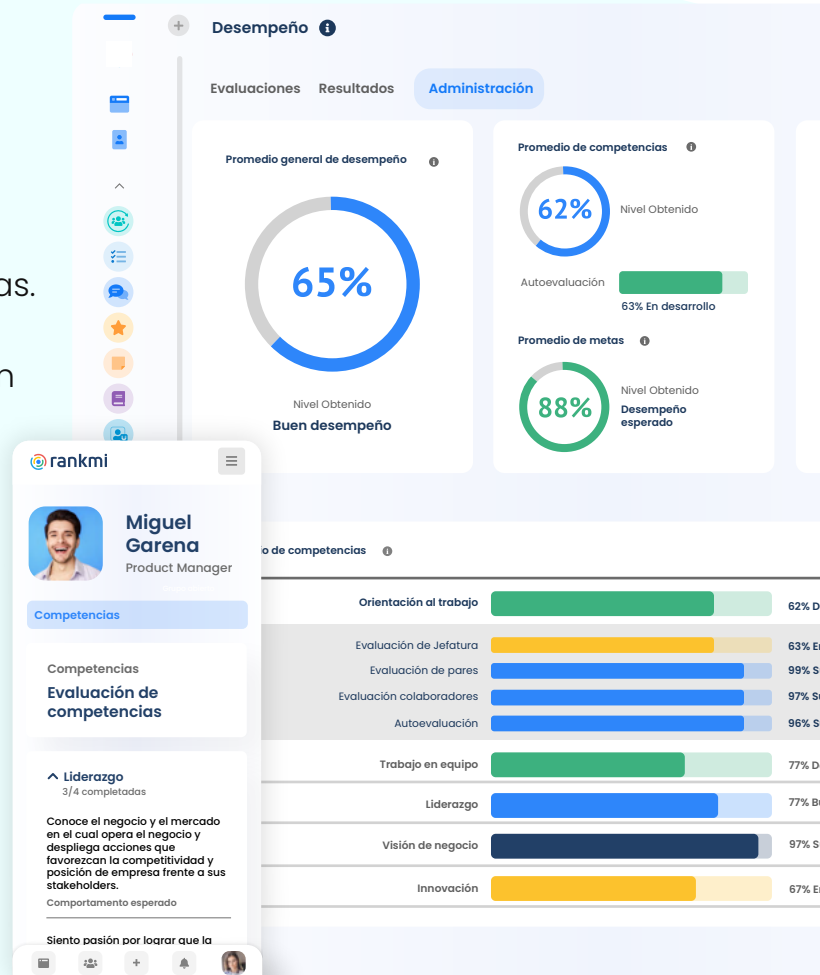 Desempeño
Evaluaciones Resultados Administración
as.
n
Promedio general de desempeño
65%
Nivel Obtenido
Buen desempeño
Promedio de competencias
62%
Nivel Obtenido
Autoevaluación
63% En desarrollo
Promedio de metas
88%
Nivel Obtenido
Desempeño
esperado
o de competencias
Orientación al trabajo 62% D
Evaluación de Jefatura 63% E
Evaluación de pares 99% S
Evaluación colaboradores 97% S
Autoevaluación 96% S
Trabajo en equipo 77% D
Liderazgo 77% B
Visión de negocio 97% S
Innovación 67% E
rankmi
Miguel
Garena
Product Manager
Competencias
Competencias
Evaluación de
competencias
Liderazgo
3/4 completadas
Conoce el negocio y el mercado
en el cual opera el negocio y
despliega acciones que
favorezcan la competitividad y
posición de empresa frente a sus
stakeholders.
Comportamento esperado
Siento pasión por lograr que la